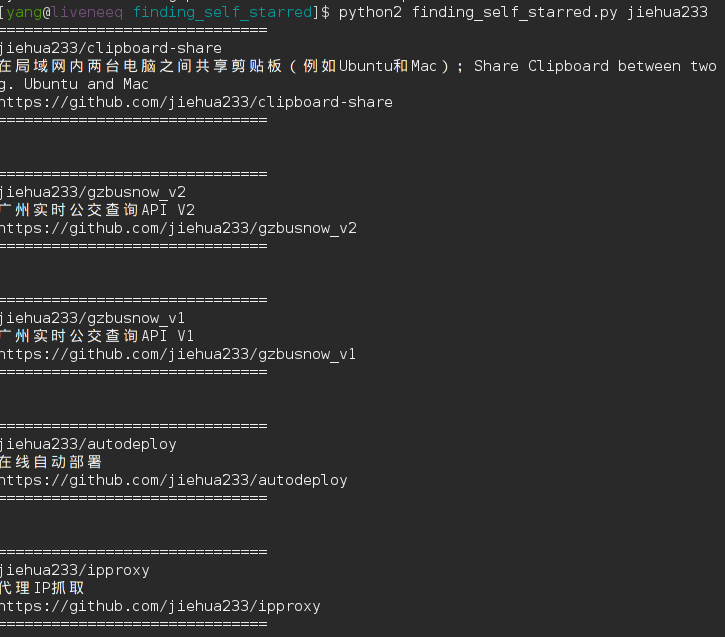 [yang@liveneeq finding_self_starred]$ python2 finding_self_starred.py jiehua233
==============================
jiehua233/clipboard-share
在局域网内两台电脑之间共享剪贴板（例如Ubuntu和Mac）；Share Clipboard between two
g. Ubuntu and Mac
https://github.com/jiehua233/clipboard-share
==============================
==============================
jiehua233/gzbusnow_v2
广州实时公交查询API V2
https://github.com/jiehua233/gzbusnow_v2
==============================
==============================
jiehua233/gzbusnow_v1
广州实时公交查询API V1
https://github.com/jiehua233/gzbusnow_v1
==============================
==============================
jiehua233/autodeploy
在线自动部署
https://github.com/jiehua233/autodeploy
==============================
==============================
jiehua233/ipproxy
代理IP抓取
https://github.com/jiehua233/ipproxy
==============================